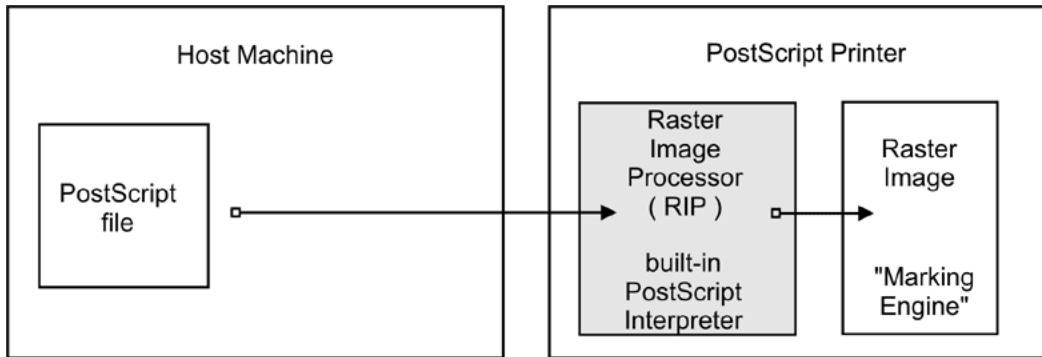 Host Machine
PostScript
file
PostScript Printer
Raster
Image
Processor
( RIP )
built-in
PostScript
Interpreter
Raster
Image
"Marking
Engine"